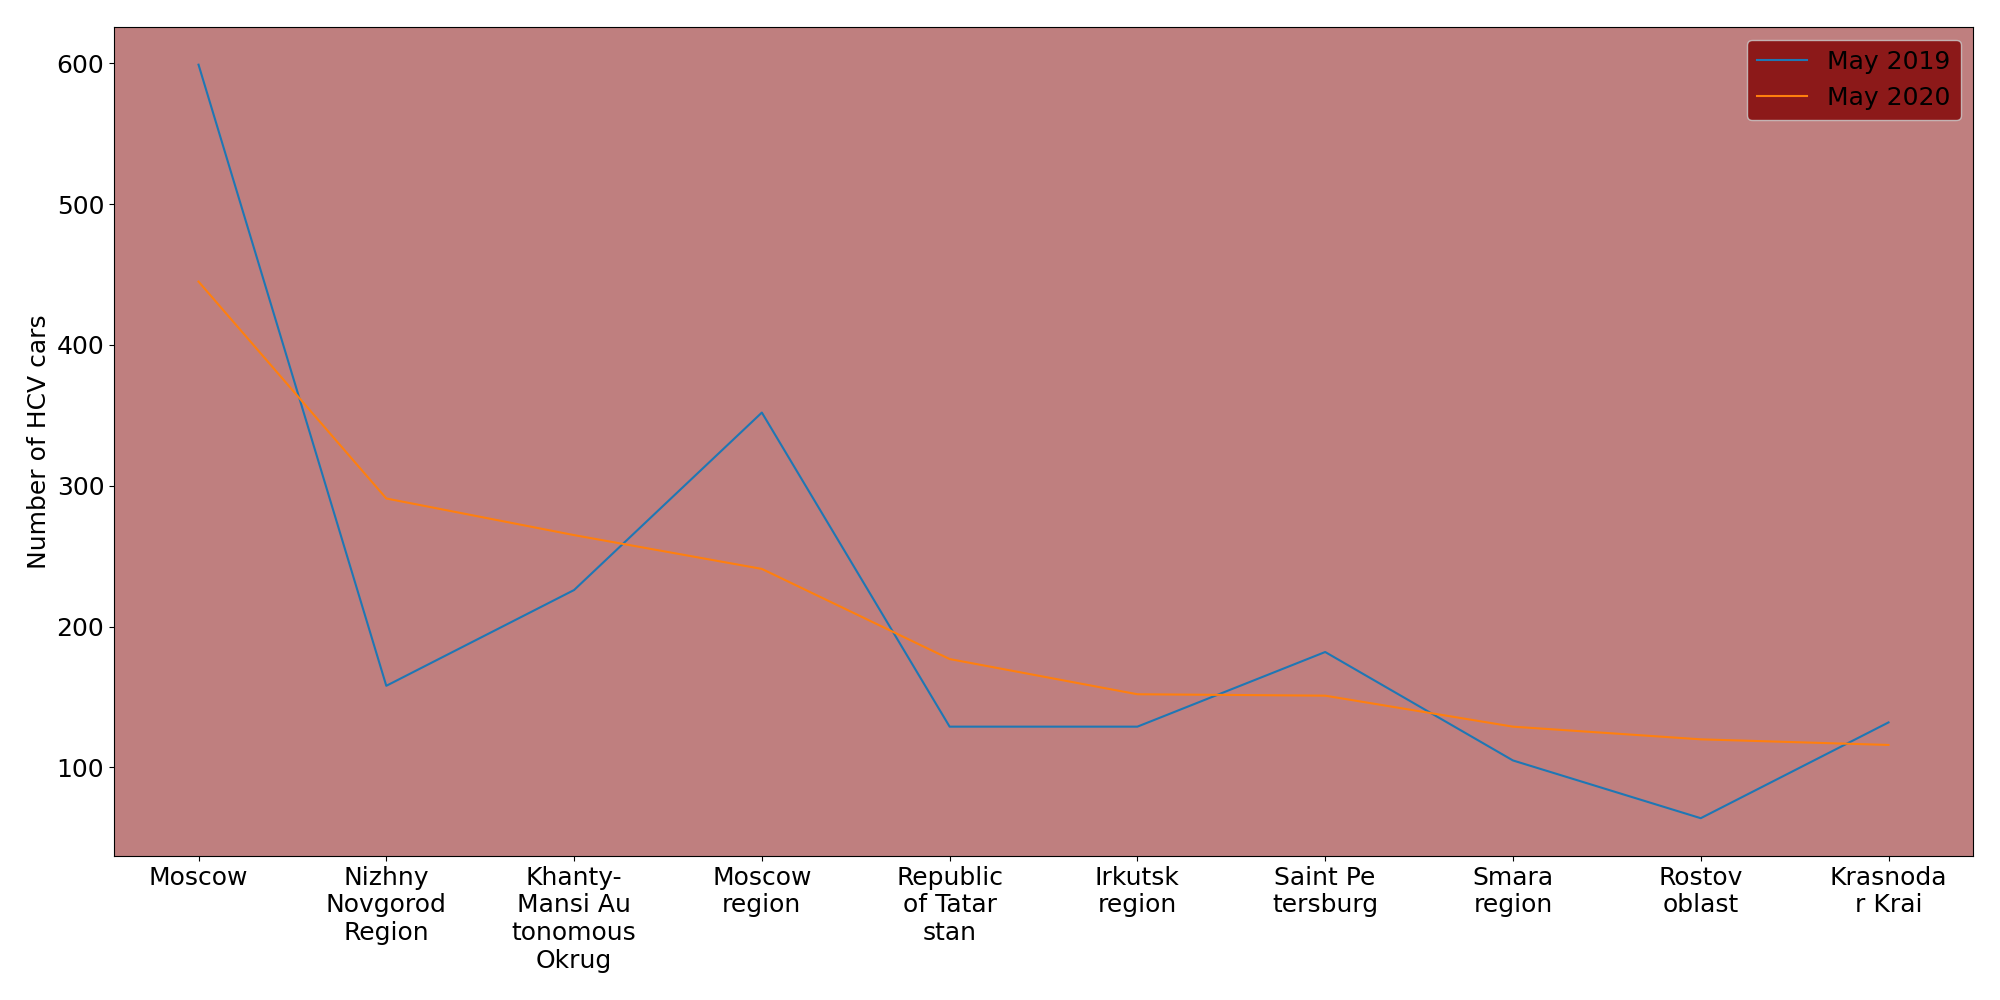 600
500
400
300
200
100
Number of HCV cars
May 2019
May 2020
Moscow
Nizhny
Novgorod
Region
Khanty-
Mansi Au
tonomous
Okrug
Moscow
region
Republic
of Tatar
stan
Irkutsk
region
Saint Pe
tersburg
Smara
region
Rostov
oblast
Krasnoda
r Krai